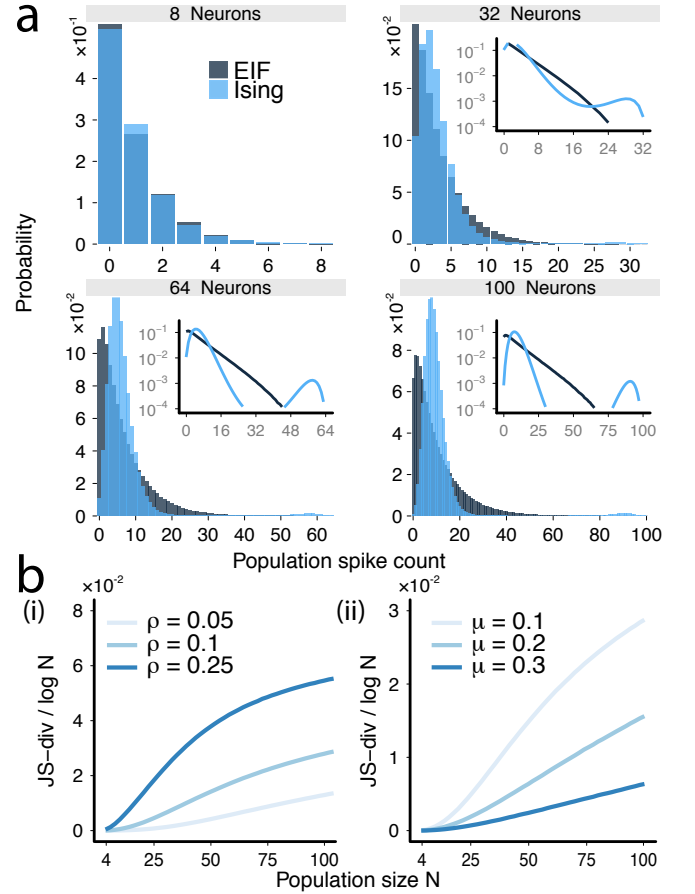 a
8 Neurons
32 Neurons
×10⁻¹
4
3
2
1
0
0 2 4 6 8
EIF
Ising
×10⁻²
15
10
5
0
0 5 10 15 20 25 30
10⁻¹
10⁻²
10⁻³
10⁻⁴
0 8 16 24 32
Probability
64 Neurons
100 Neurons
×10⁻²
10
8
6
4
2
0
0 10 20 30 40 50 60
10⁻¹
10⁻²
10⁻³
10⁻⁴
0 16 32 48 64
×10⁻²
8
6
4
2
0
0 20 40 60 80 100
10⁻¹
10⁻²
10⁻³
10⁻⁴
0 25 50 75 100
Population spike count
b
(i)
×10⁻²
8
6
4
2
0
JS−div / log N
ρ = 0.05
ρ = 0.1
ρ = 0.25
4 25 50 75 100
(ii)
×10⁻²
3
2
1
0
JS−div / log N
μ = 0.1
μ = 0.2
μ = 0.3
4 25 50 75 100
Population size N